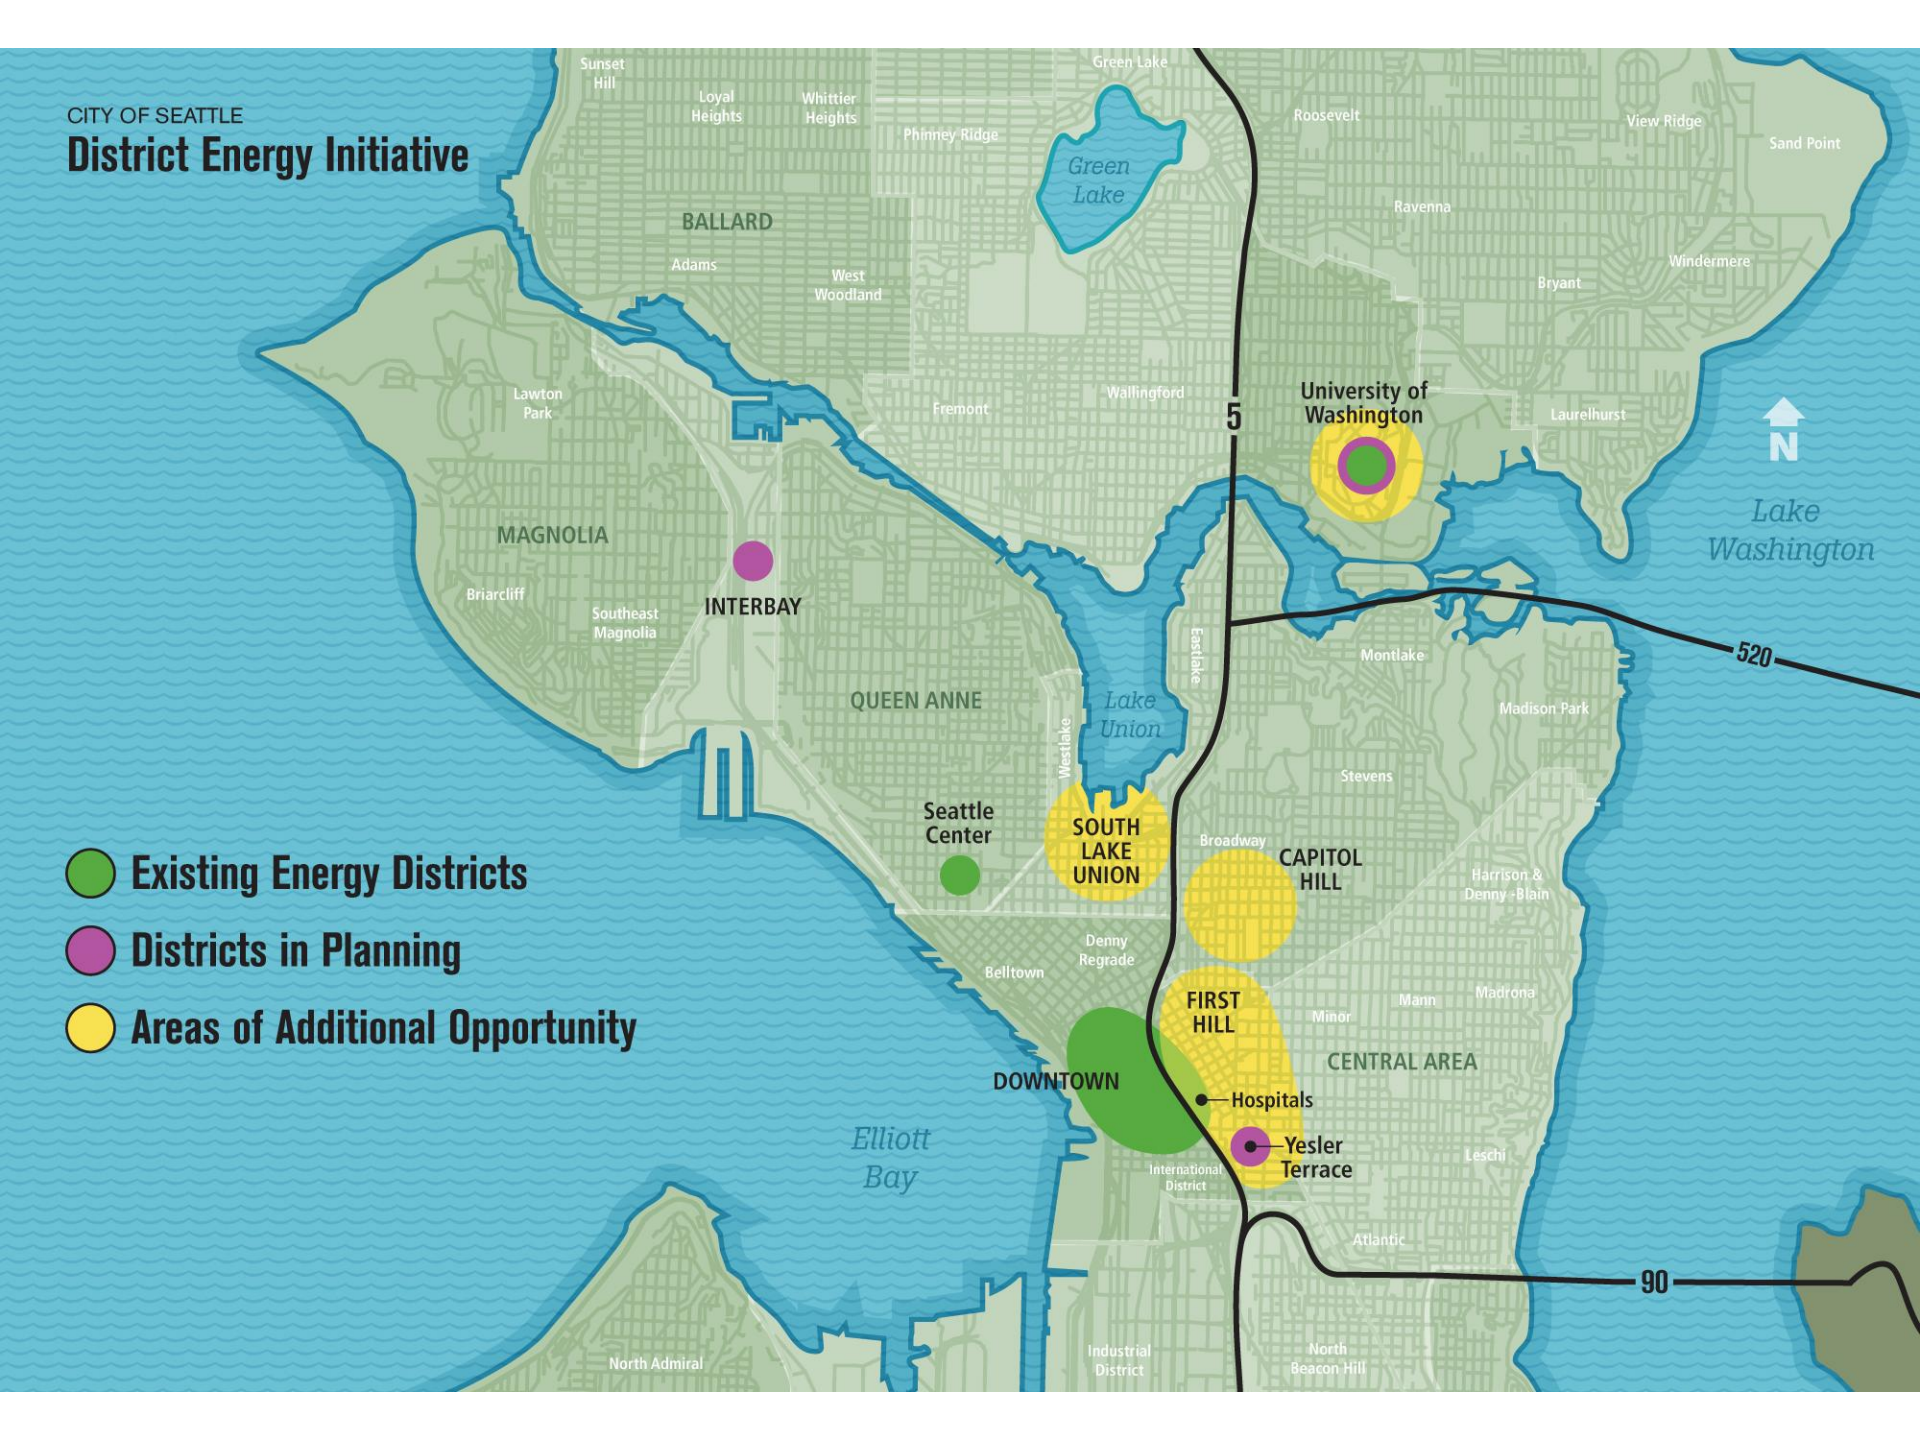 CITY OF SEATTLE
District Energy Initiative
Sunset
Hill
Loyal
Heights
Whittier
Heights
Phinney Ridge
Green Lake
Green
Lake
Roosevelt
View Ridge
Sand Point
Ravenna
BALLARD
Adams
West
Woodland
Windermere
Bryant
Lawton
Park
Fremont
Wallingford
5
University of
Washington
Laurelhurst
N
Lake
Washington
MAGNOLIA
Briarcliff
Southeast
Magnolia
INTERBAY
QUEEN ANNE
Eastlake
Westlake
Lake
Union
Montlake
520
Madison Park
Stevens
Seattle
Center
SOUTH
LAKE
UNION
Broadway
CAPITOL
HILL
Harrison &
Denny-Blain
Existing Energy Districts
Districts in Planning
Areas of Additional Opportunity
Denny
Regrade
Belltown
FIRST
HILL
Mann
Madrona
Minor
CENTRAL AREA
DOWNTOWN
Hospitals
Yesler
Terrace
Leschi
International
District
Elliott
Bay
Atlantic
90
North Admiral
Industrial
District
North
Beacon Hill